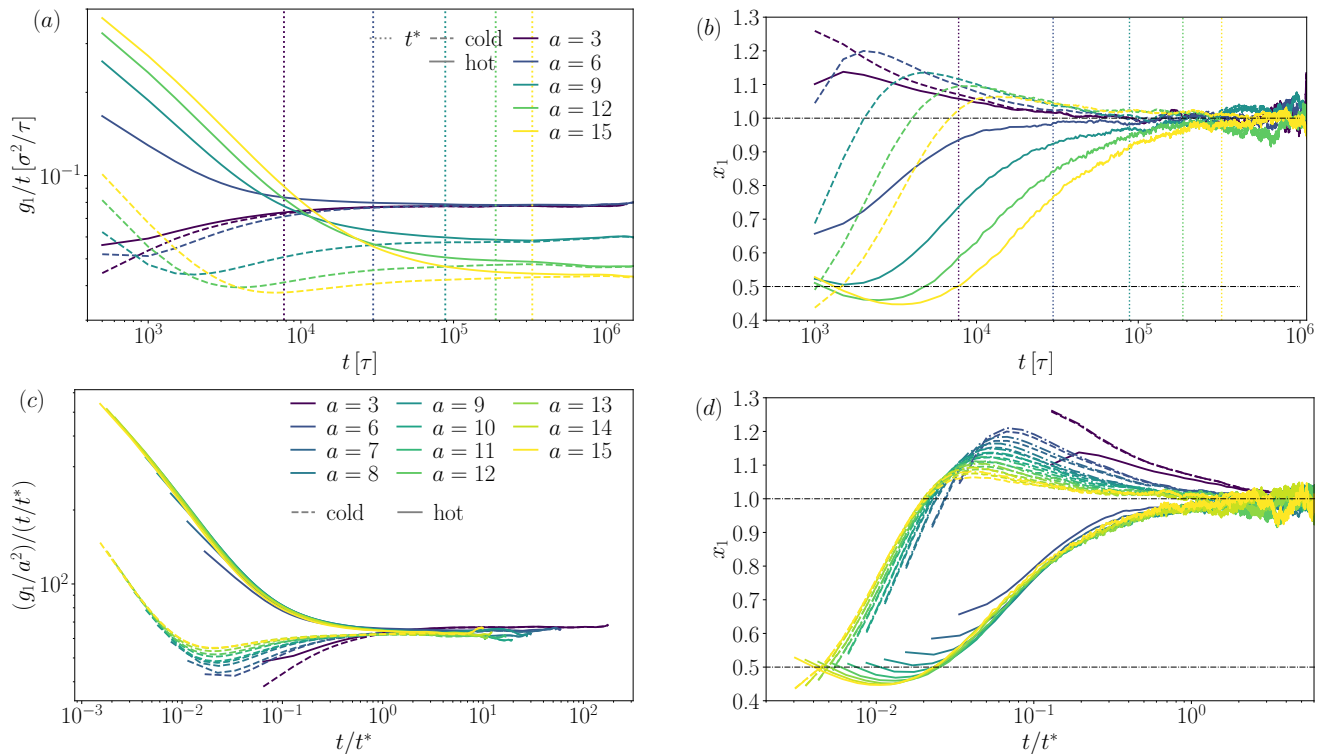 (a)
g₁/t [σ²/τ]
10⁻¹
t*
cold
hot
a = 3
a = 6
a = 9
a = 12
a = 15
10³
10⁴
10⁵
10⁶
t [τ]
(b)
x₁
1.3
1.2
1.1
1.0
0.9
0.8
0.7
0.6
0.5
0.4
10³
10⁴
10⁵
10⁶
t [τ]
(c)
(g₁/a²)/(t/t*)
10²
a = 3
a = 6
a = 7
a = 8
a = 9
a = 10
a = 11
a = 12
a = 13
a = 14
a = 15
cold
hot
10⁻³
10⁻²
10⁻¹
10⁰
10¹
10²
t/t*
(d)
x₁
1.3
1.2
1.1
1.0
0.9
0.8
0.7
0.6
0.5
0.4
10⁻²
10⁻¹
10⁰
t/t*